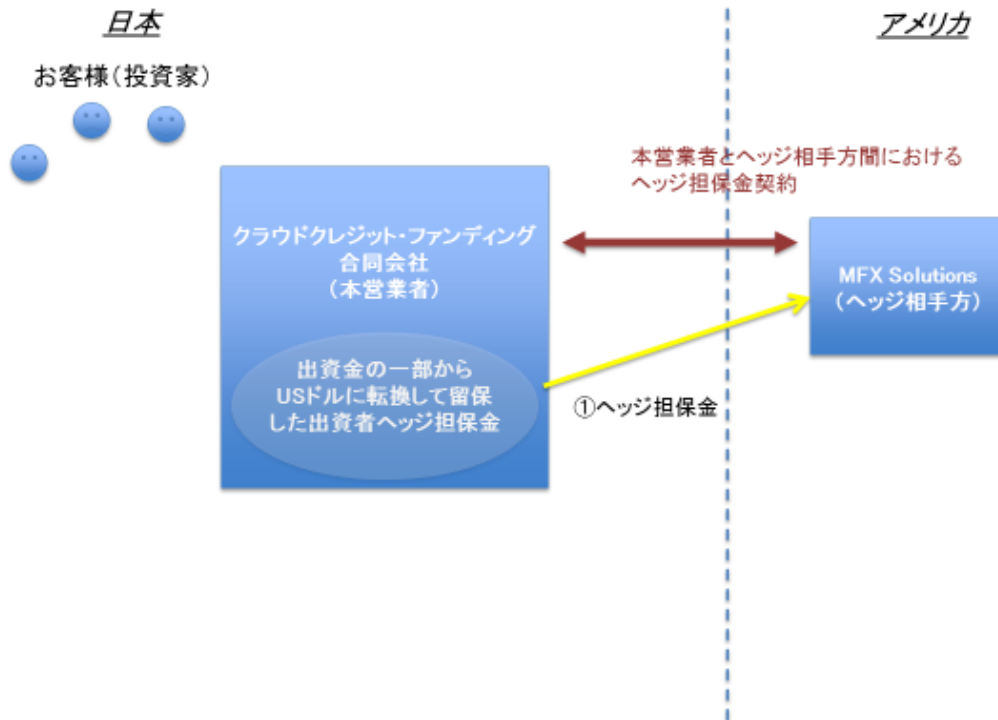 日本
アメリカ
お客様(投資家)
本営業者とヘッジ相手方間における
ヘッジ担保金契約
クラウドクレジット・ファンディング
合同会社
(本営業者)
MFX Solutions
(ヘッジ相手方)
出資金の一部から
USドルに転換して留保
した出資者ヘッジ担保金
①ヘッジ担保金